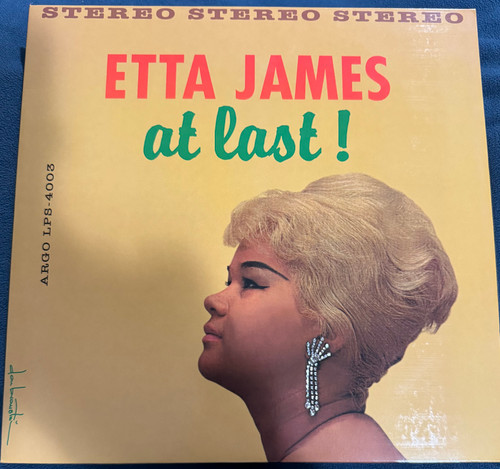 STEREO STEREO STEREO
ETTA JAMES
at last!
ARGO LPS-4003